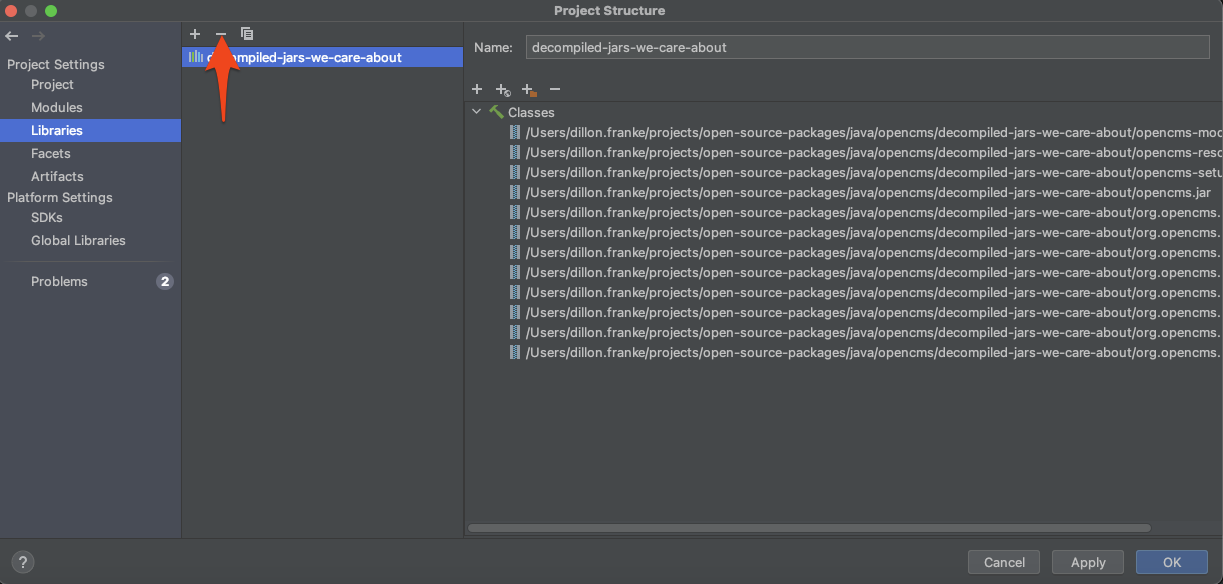 Project Structure
Project Settings
Project
Modules
Libraries
Facets
Artifacts
Platform Settings
SDKs
Global Libraries
Problems
2
decompiled-jars-we-care-about
Name:
decompiled-jars-we-care-about
Classes
/Users/dillon.franke/projects/open-source-packages/java/opencms/decompiled-jars-we-care-about/opencms-mod
/Users/dillon.franke/projects/open-source-packages/java/opencms/decompiled-jars-we-care-about/opencms-reso
/Users/dillon.franke/projects/open-source-packages/java/opencms/decompiled-jars-we-care-about/opencms-setu
/Users/dillon.franke/projects/open-source-packages/java/opencms/decompiled-jars-we-care-about/opencms.jar
/Users/dillon.franke/projects/open-source-packages/java/opencms/decompiled-jars-we-care-about/org.opencms.
/Users/dillon.franke/projects/open-source-packages/java/opencms/decompiled-jars-we-care-about/org.opencms.
/Users/dillon.franke/projects/open-source-packages/java/opencms/decompiled-jars-we-care-about/org.opencms.
/Users/dillon.franke/projects/open-source-packages/java/opencms/decompiled-jars-we-care-about/org.opencms.
/Users/dillon.franke/projects/open-source-packages/java/opencms/decompiled-jars-we-care-about/org.opencms.
/Users/dillon.franke/projects/open-source-packages/java/opencms/decompiled-jars-we-care-about/org.opencms.
/Users/dillon.franke/projects/open-source-packages/java/opencms/decompiled-jars-we-care-about/org.opencms.
/Users/dillon.franke/projects/open-source-packages/java/opencms/decompiled-jars-we-care-about/org.opencms.
?
Cancel
Apply
OK